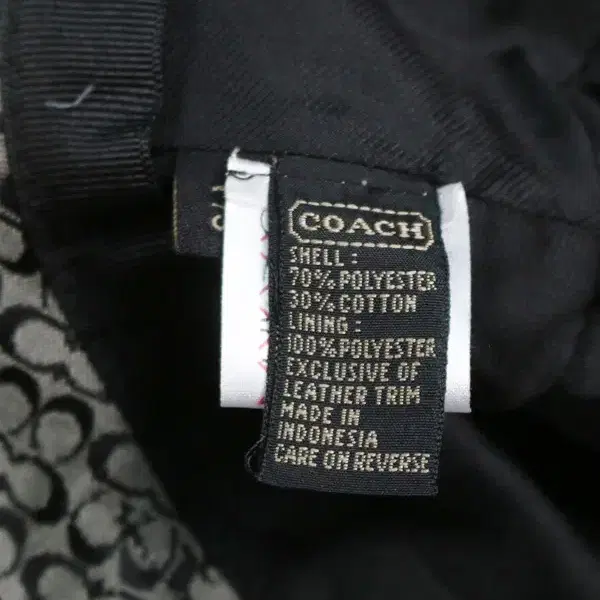 COACH
SHELL :
70% POLYESTER
30% COTTON
LINING :
100% POLYESTER
EXCLUSIVE OF
LEATHER TRIM
MADE IN
INDONESIA
CARE ON REVERSE